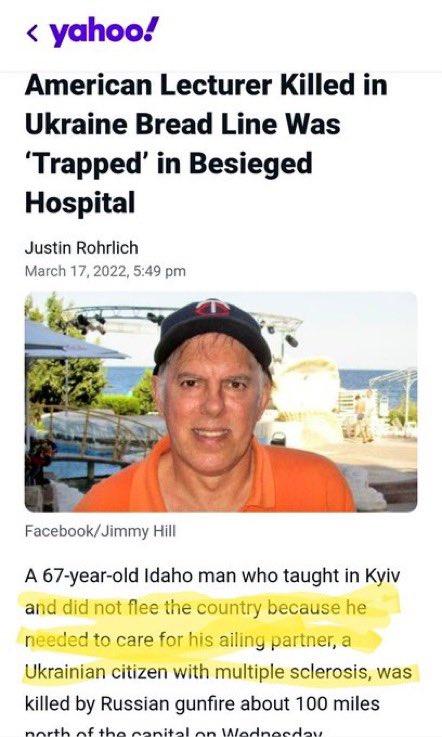 < yahoo!
American Lecturer Killed in
Ukraine Bread Line Was
‘Trapped’ in Besieged
Hospital
Justin Rohrlich
March 17, 2022, 5:49 pm
Facebook/Jimmy Hill
A 67-year-old Idaho man who taught in Kyiv
and did not flee the country because he
needed to care for his ailing partner, a
Ukrainian citizen with multiple sclerosis, was
killed by Russian gunfire about 100 miles
north of the capital on Wednesday